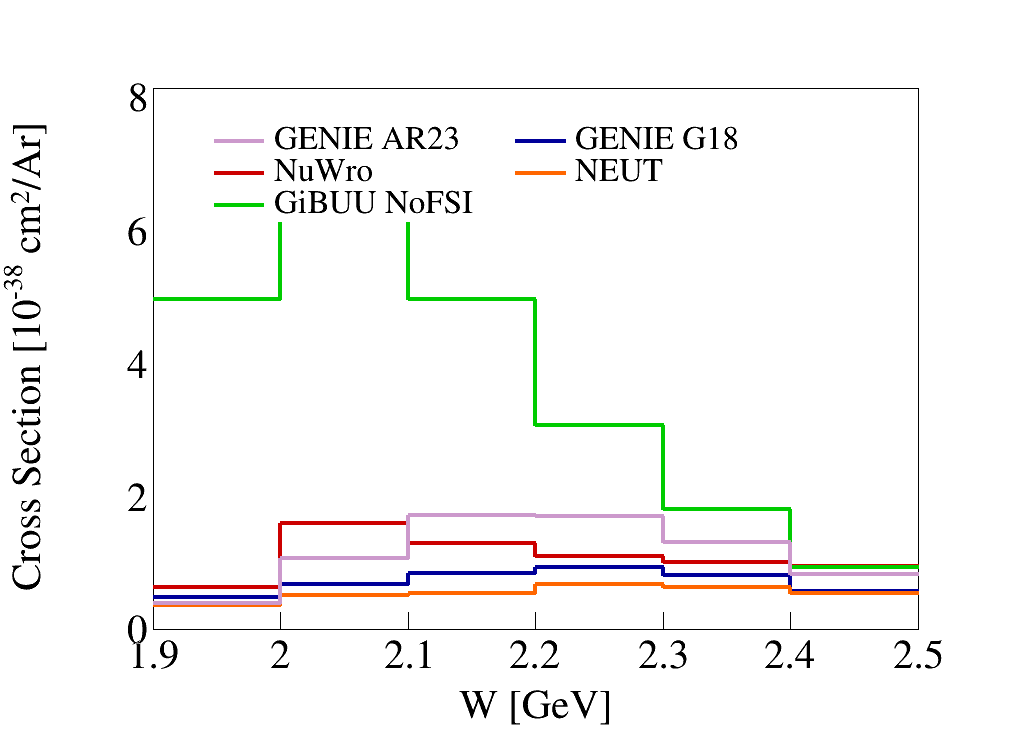 8
GENIE AR23
GENIE G18
NuWro
NEUT
GiBUU NoFSI
6
4
2
0
Cross Section [10⁻³⁸ cm²/Ar]
1.9 2 2.1 2.2 2.3 2.4 2.5
W [GeV]